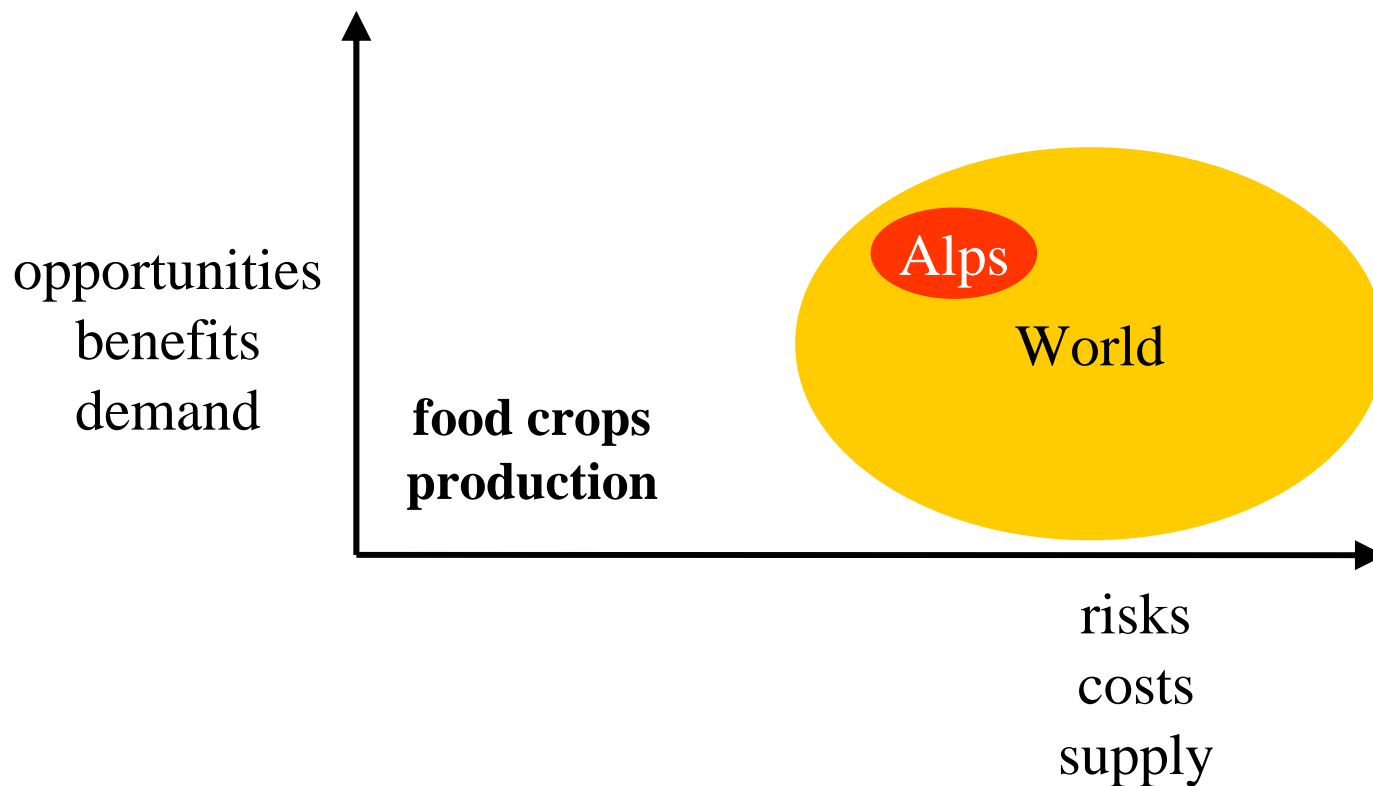 opportunities
benefits
demand
food crops
production
Alps
World
risks
costs
supply